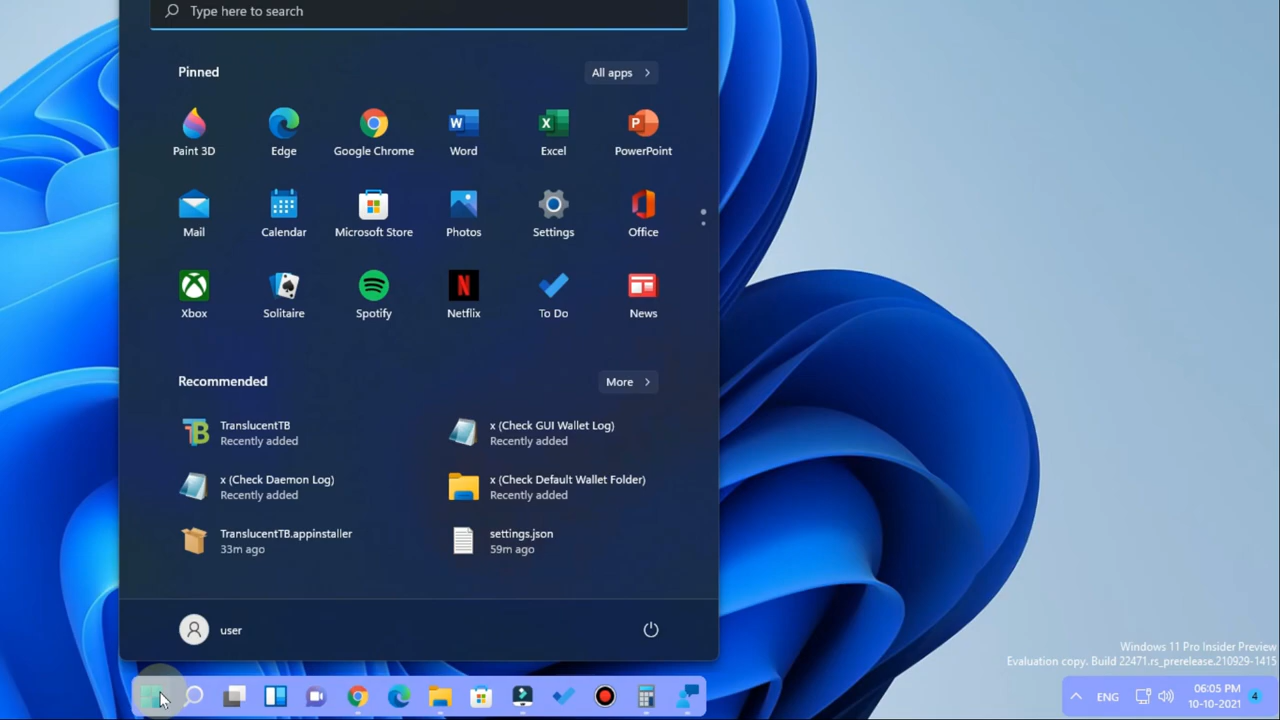 Type here to search
Pinned
All apps
Paint 3D
Edge
Google Chrome
Word
Excel
PowerPoint
Mail
Calendar
Microsoft Store
Photos
Settings
Office
Xbox
Solitaire
Spotify
Netflix
To Do
News
Recommended
More
TranslucentTB
Recently added
x (Check GUI Wallet Log)
Recently added
x (Check Daemon Log)
Recently added
x (Check Default Wallet Folder)
Recently added
TranslucentTB.appinstaller
33m ago
settings.json
59m ago
user
Windows 11 Pro Insider Preview
Evaluation copy. Build 22471.rs_prerelease.210929-1415
ENG
06:05 PM
10-10-2021
4